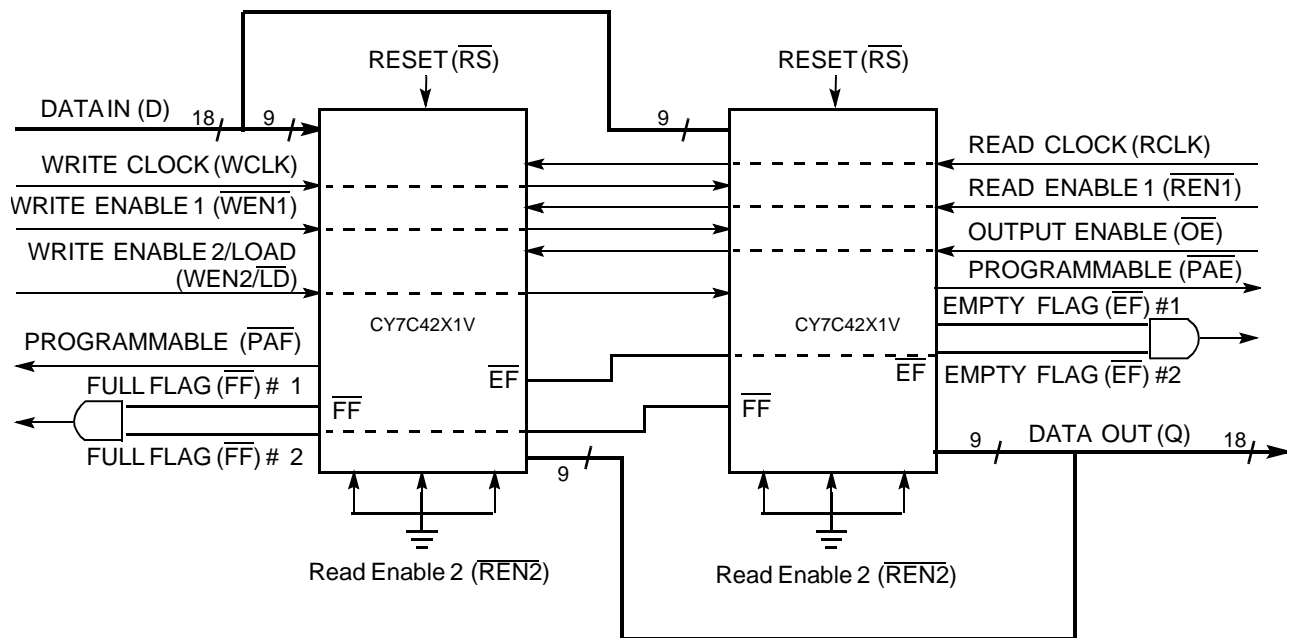 RESET (RS)
RESET (RS)
DATA IN (D)
18
9
9
WRITE CLOCK (WCLK)
READ CLOCK (RCLK)
WRITE ENABLE 1 (WEN1)
READ ENABLE 1 (REN1)
WRITE ENABLE 2/LOAD
(WEN2/LD)
OUTPUT ENABLE (OE)
PROGRAMMABLE (PAE)
EMPTY FLAG (EF) #1
CY7C42X1V
CY7C42X1V
PROGRAMMABLE (PAF)
EF
EF
EMPTY FLAG (EF) #2
FULL FLAG (FF) # 1
FF
FF
FULL FLAG (FF) # 2
9
9
DATA OUT (Q)
18
Read Enable 2 (REN2)
Read Enable 2 (REN2)